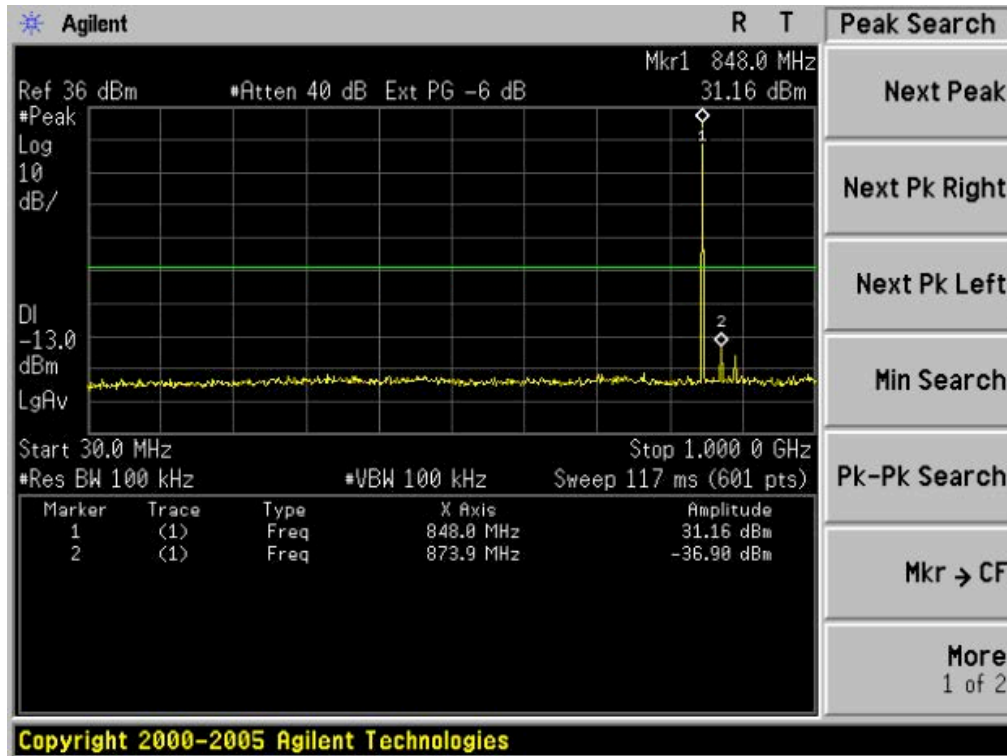 Agilent R T Peak Search
Mkr1 848.0 MHz
Ref 36 dBm #Atten 40 dB Ext PG -6 dB 31.16 dBm
#Peak
Log
10
dB/
1
2
DI
-13.0
dBm
LgAv
Start 30.0 MHz Stop 1.000 0 GHz
#Res BW 100 kHz #VBW 100 kHz Sweep 117 ms (601 pts)
Marker Trace Type X Axis Amplitude
1 (1) Freq 848.0 MHz 31.16 dBm
2 (1) Freq 873.9 MHz -36.90 dBm
Next Peak
Next Pk Right
Next Pk Left
Min Search
Pk-Pk Search
Mkr → CF
More
1 of 2
Copyright 2000-2005 Agilent Technologies